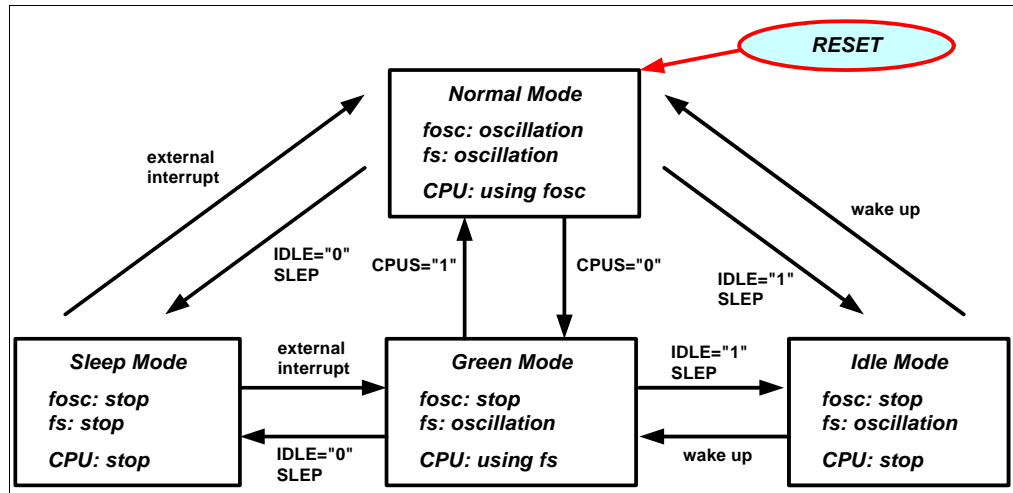 RESET
Normal Mode
fosc: oscillation
fs: oscillation
CPU: using fosc
external
interrupt
wake up
IDLE="0"
SLEP
CPUS="1"
CPUS="0"
IDLE="1"
SLEP
Sleep Mode
fosc: stop
fs: stop
CPU: stop
external
interrupt
IDLE="0"
SLEP
Green Mode
fosc: stop
fs: oscillation
CPU: using fs
IDLE="1"
SLEP
wake up
Idle Mode
fosc: stop
fs: oscillation
CPU: stop